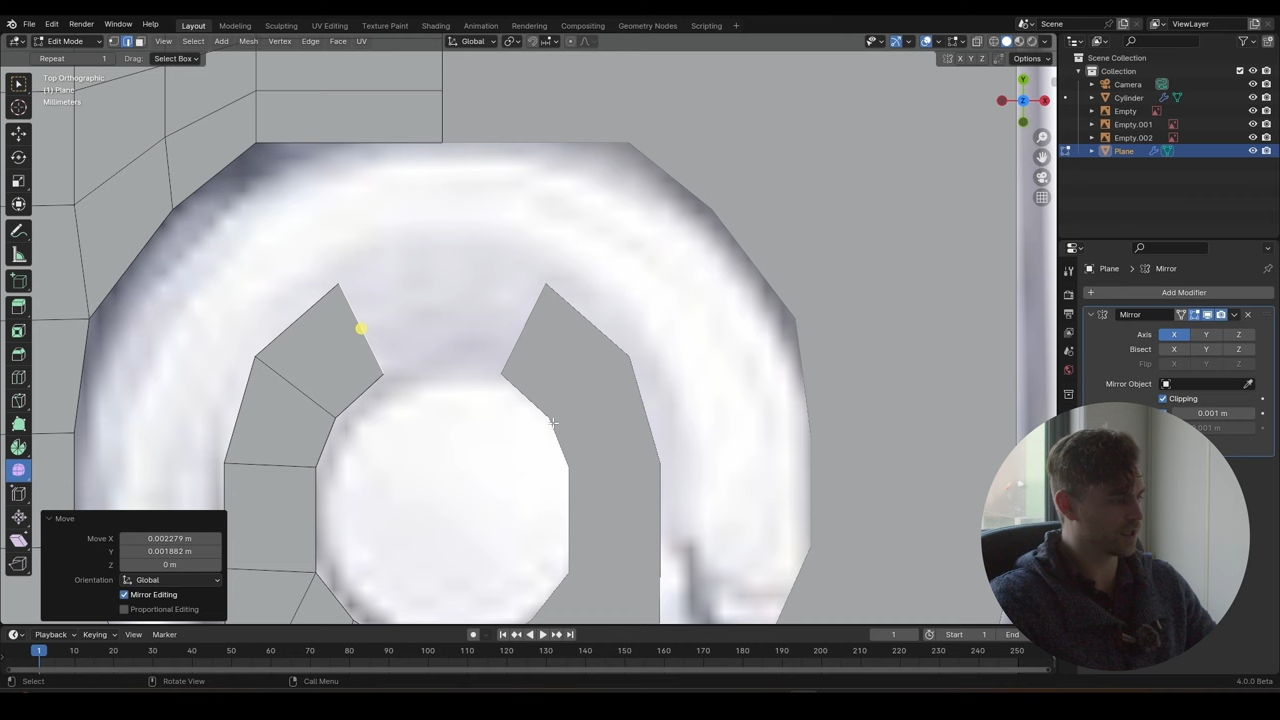 File Edit Render Window Help Layout Modeling Sculpting UV Editing Texture Paint Shading Animation Rendering Compositing Geometry Nodes Scripting + Scene ViewLayer
Edit Mode View Select Add Mesh Vertex Edge Face UV Global
Repeat 1 Drag: Select Box X Y Z Options
Scene Collection
Collection
Camera
Cylinder
Empty
Empty.001
Empty.002
Plane
Top Orthographic
(1) Plane
Millimeters
Y
Z
X
Plane Mirror
Add Modifier
Mirror
Axis X Y Z
Bisect X Y Z
Flip X Y Z
Mirror Object
Clipping
0.001 m
Move
Move X 0.002279 m
Y 0.001882 m
Z 0 m
Orientation Global
Mirror Editing
Proportional Editing
Playback Keying View Marker 1 Start 1 End
1 10 20 30 40 50 60 70 80 90 100 110 120 130 140 150 160 170 180 190 200 210 220 230 240 250
Select Rotate View Call Menu 4.0.0 Beta